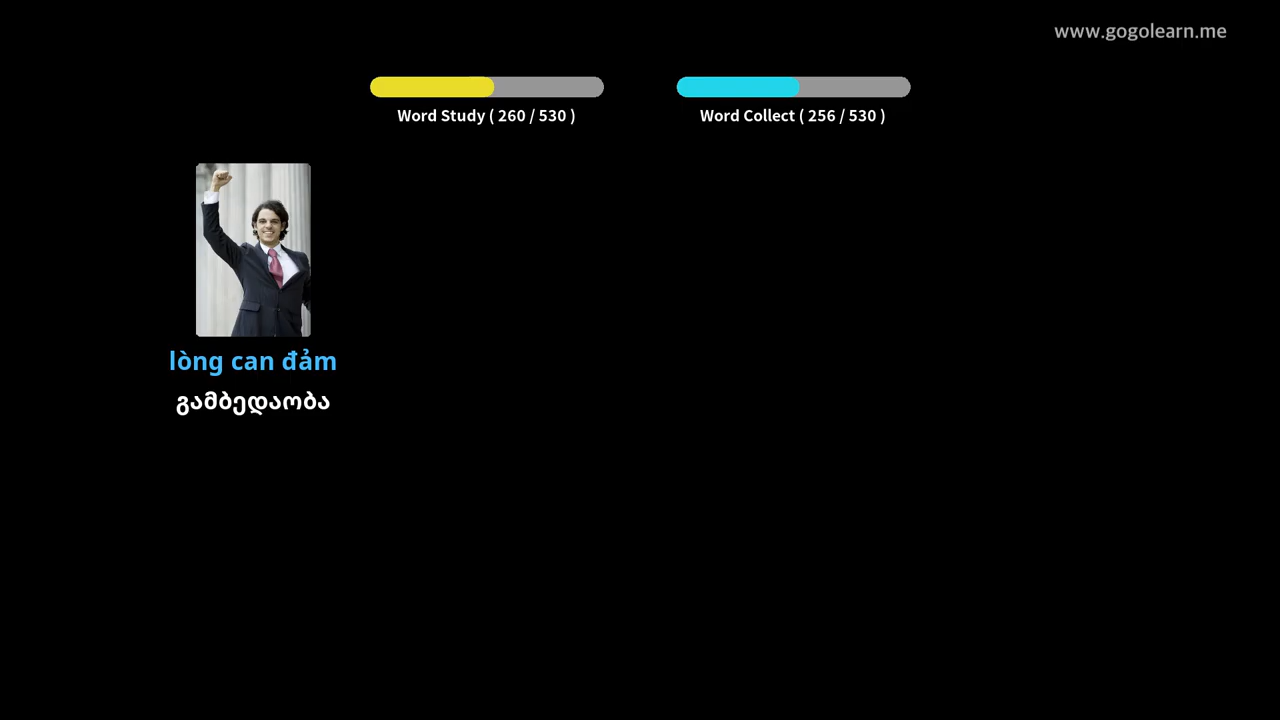 www.gogolearn.me
Word Study ( 260 / 530 )
Word Collect ( 256 / 530 )
lòng can đảm
გამბედაობა